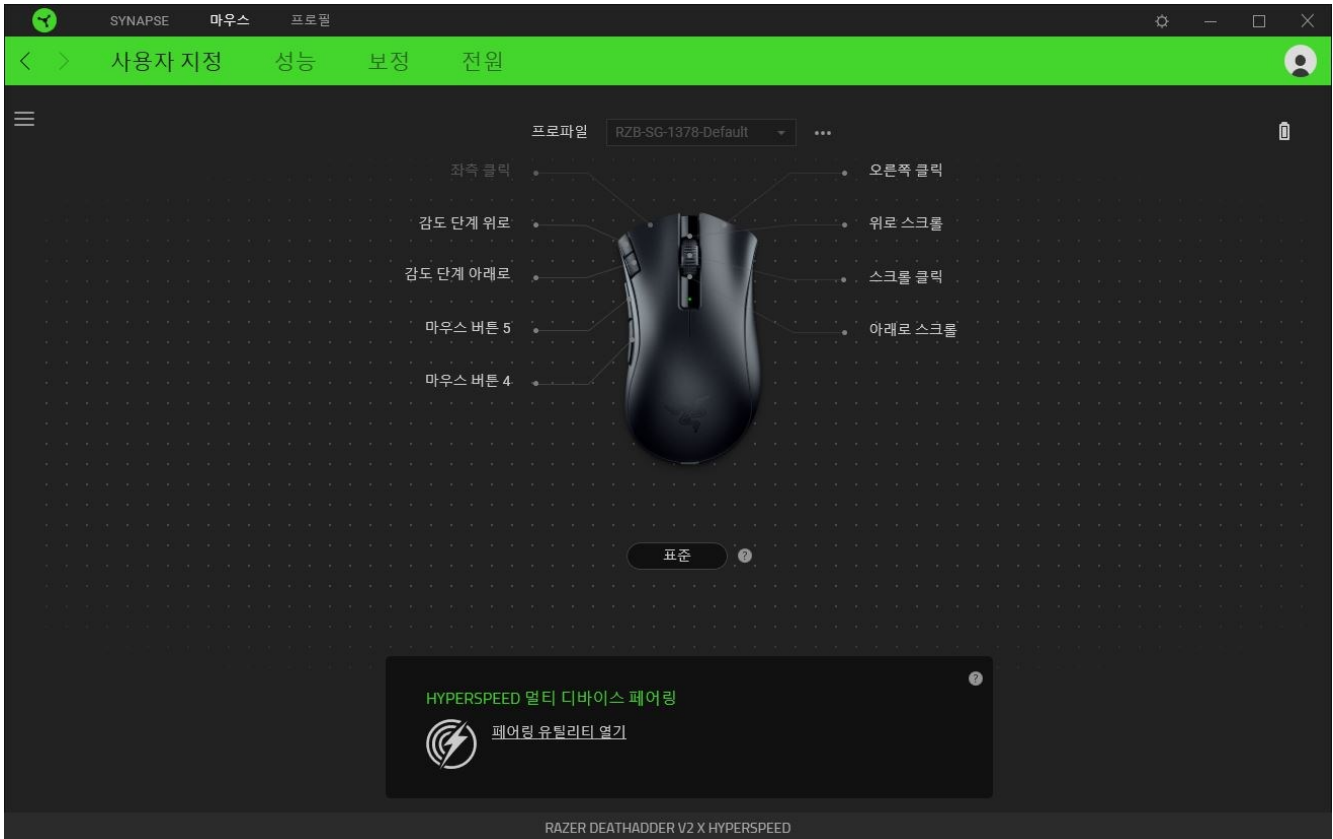 SYNAPSE 마우스 프로필
사용자 지정 성능 보정 전원
프로파일 RZB-SG-1378-Default
좌측 클릭 오른쪽 클릭
감도 단계 위로 위로 스크롤
감도 단계 아래로 스크롤 클릭
마우스 버튼 5 아래로 스크롤
마우스 버튼 4
표준 ?
?
HYPERSPEED 멀티 디바이스 페어링
페어링 유틸리티 열기
RAZER DEATHADDER V2 X HYPERSPEED